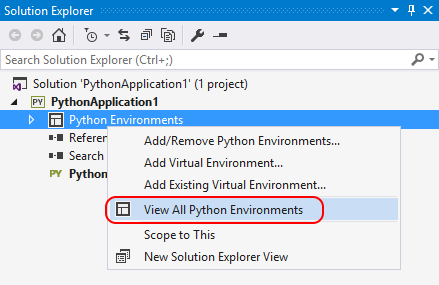 Solution Explorer
Search Solution Explorer (Ctrl+;)
Solution 'PythonApplication1' (1 project)
PY PythonApplication1
Python Environments
Refere
Search
PY Python
Add/Remove Python Environments...
Add Virtual Environment...
Add Existing Virtual Environment...
View All Python Environments
Scope to This
New Solution Explorer View